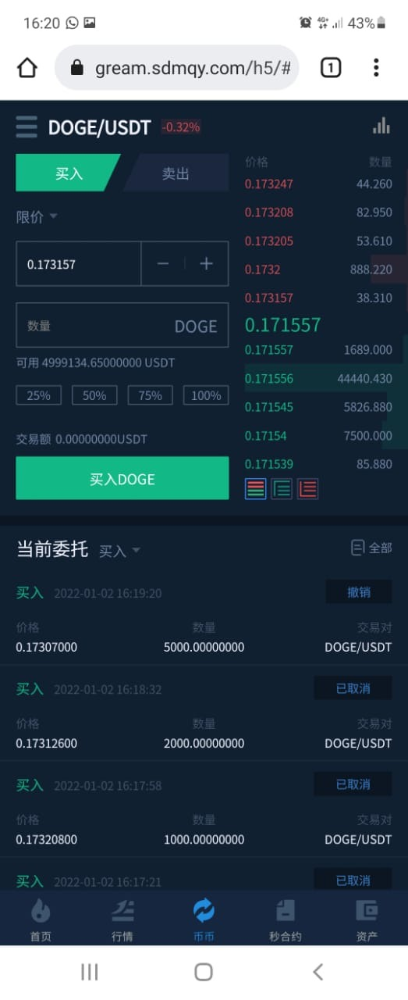 16:20 4G+ 43%
gream.sdmqy.com/h5/# 1
DOGE/USDT -0.32%
买入 卖出
限价
0.173157 − +
数量 DOGE
可用 4999134.65000000 USDT
25% 50% 75% 100%
交易额 0.00000000USDT
买入DOGE
价格 数量
0.173247 44.260
0.173208 82.950
0.173205 53.610
0.1732 888.220
0.173157 38.310
0.171557
0.171557 1689.000
0.171556 44440.430
0.171545 5826.880
0.17154 7500.000
0.171539 85.880
当前委托 买入 全部
买入 2022-01-02 16:19:20 撤销
价格 数量 交易对
0.17307000 5000.00000000 DOGE/USDT
买入 2022-01-02 16:18:32 已取消
价格 数量 交易对
0.17312600 2000.00000000 DOGE/USDT
买入 2022-01-02 16:17:58 已取消
价格 数量 交易对
0.17320800 1000.00000000 DOGE/USDT
买入 2022-01-02 16:17:21 已取消
首页 行情 币币 秒合约 资产